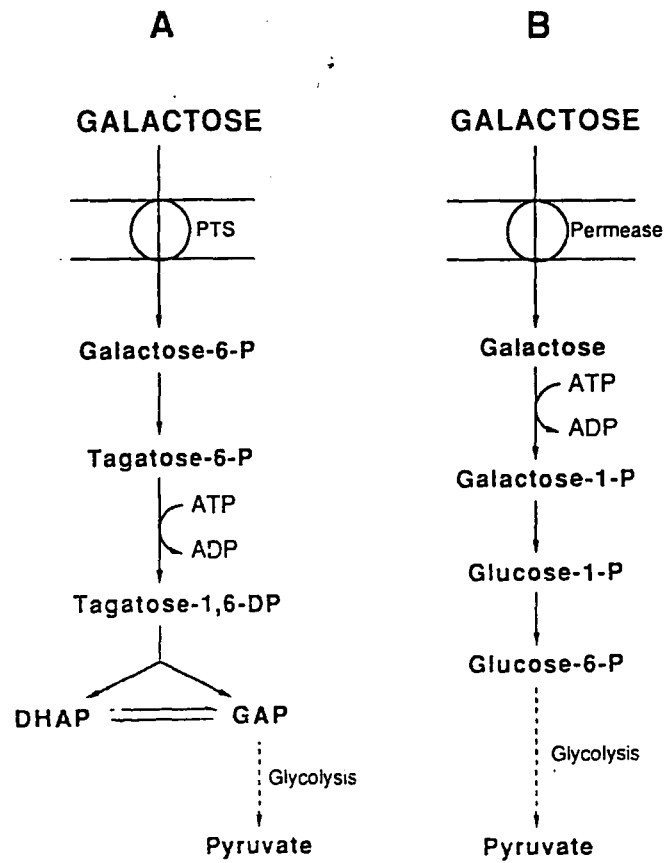 A
GALACTOSE
PTS
Galactose-6-P
Tagatose-6-P
ATP
ADP
Tagatose-1,6-DP
DHAP
GAP
Glycolysis
Pyruvate
B
GALACTOSE
Permease
Galactose
ATP
ADP
Galactose-1-P
Glucose-1-P
Glucose-6-P
Glycolysis
Pyruvate